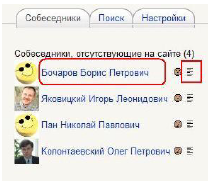 Собеседники Поиск Настройки
Собеседники, отсутствующие на сайте (4)
Бочаров Борис Петрович
Яковицкий Игорь Леонидович
Пан Николай Павлович
Колонтаевский Олег Петрович